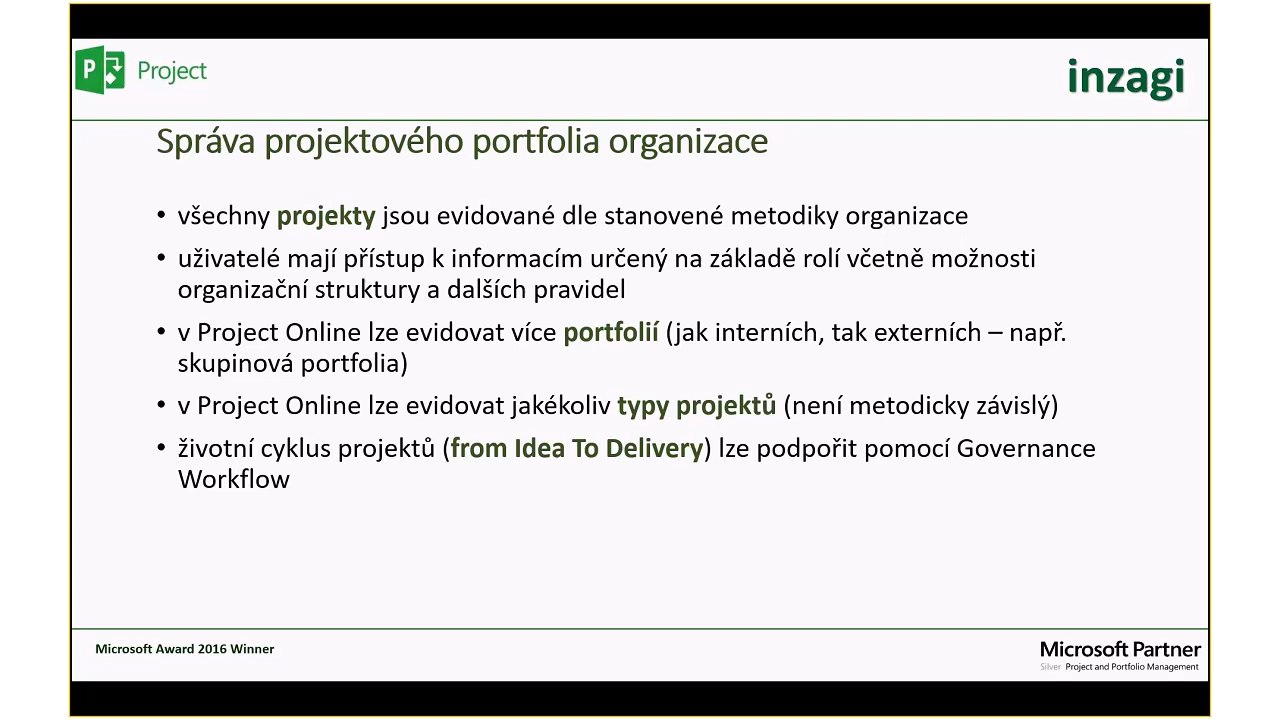 P Project
inzagi
Správa projektového portfolia organizace
• všechny projekty jsou evidované dle stanovené metodiky organizace
• uživatelé mají přístup k informacím určený na základě rolí včetně možnosti
organizační struktury a dalších pravidel
• v Project Online lze evidovat více portfolií (jak interních, tak externích – např.
skupinová portfolia)
• v Project Online lze evidovat jakékoliv typy projektů (není metodicky závislý)
• životní cyklus projektů (from Idea To Delivery) lze podpořit pomocí Governance
Workflow
Microsoft Award 2016 Winner
Microsoft Partner
Silver Project and Portfolio Management